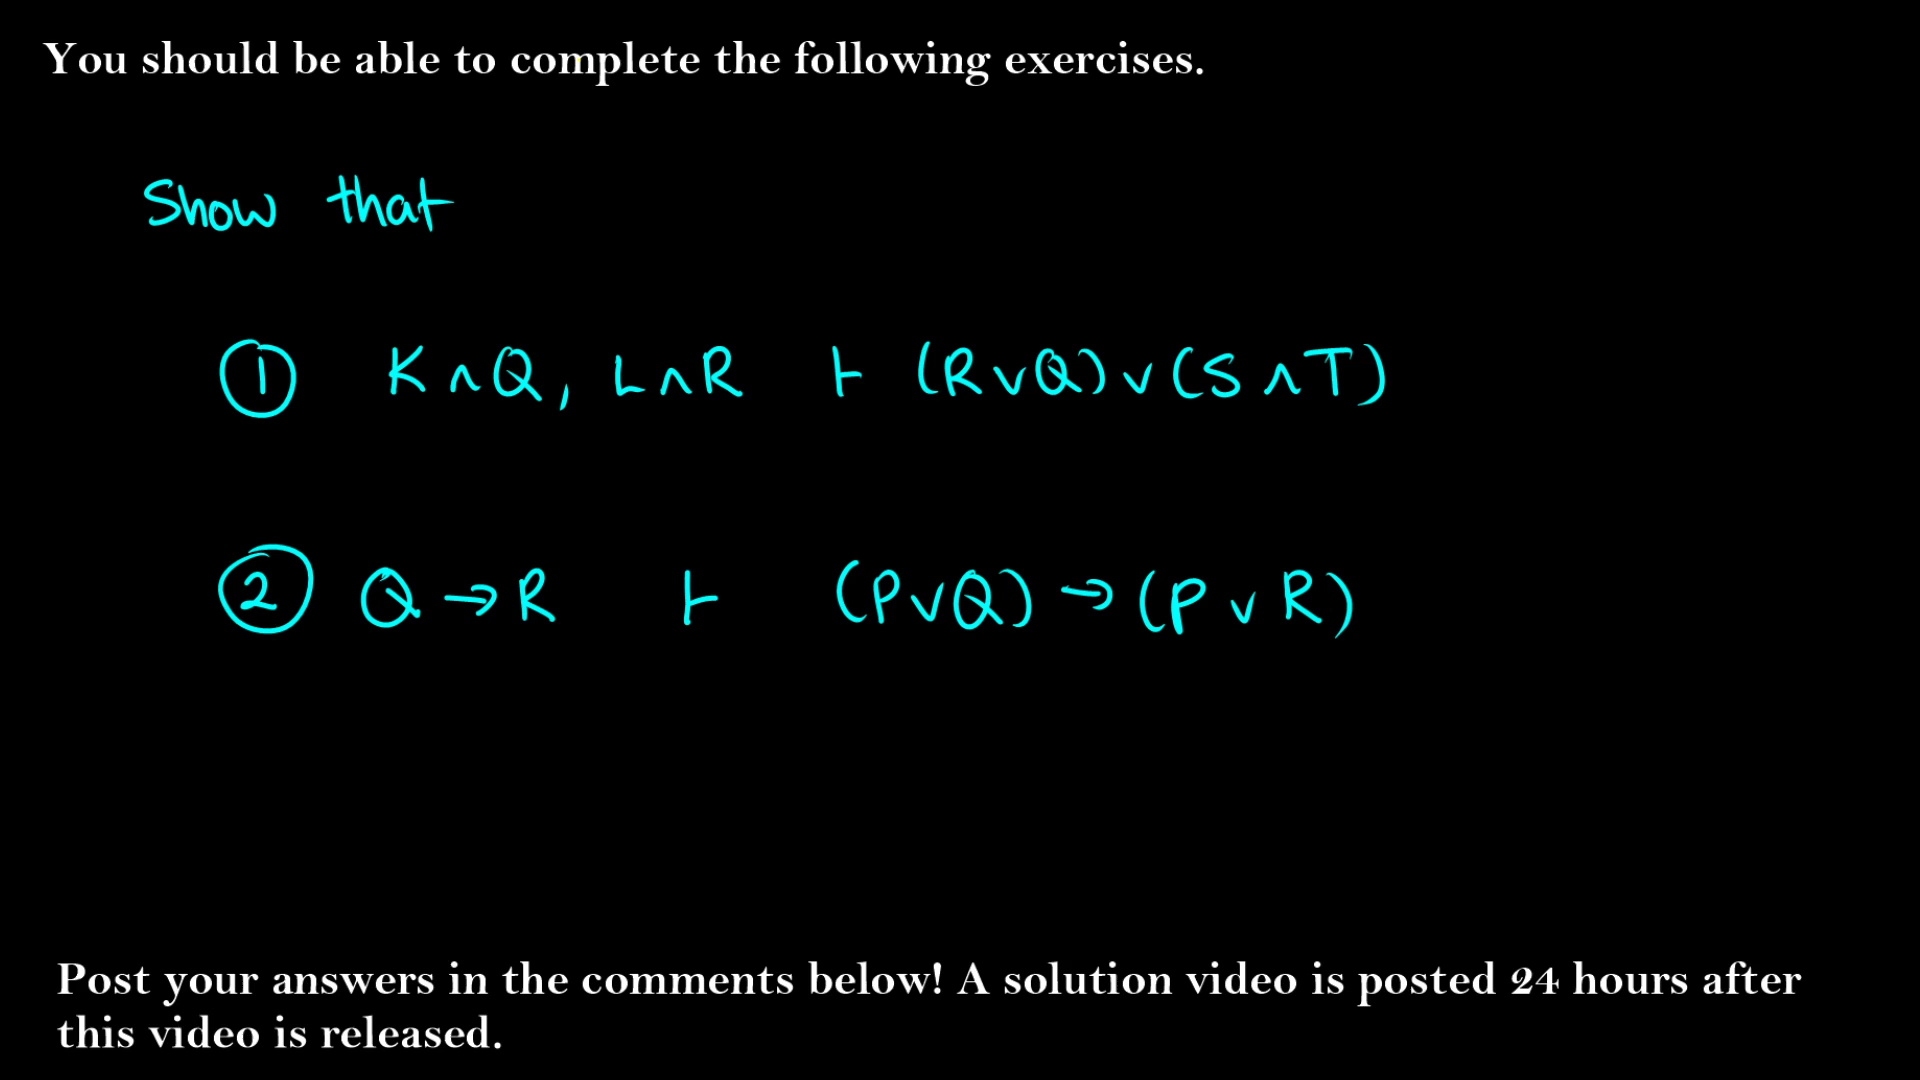 You should be able to complete the following exercises.
Show that
① K∧Q, L∧R ⊢ (R∨Q)∨(S∧T)
② Q→R ⊢ (P∨Q)→(P∨R)
Post your answers in the comments below! A solution video is posted 24 hours after
this video is released.